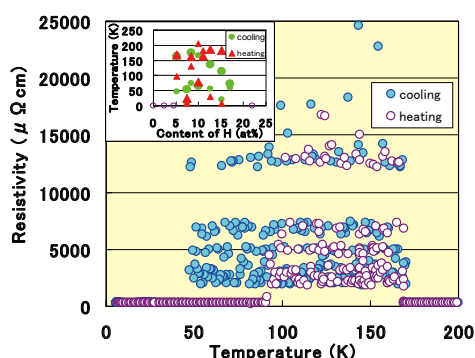 25000
20000
15000
10000
5000
0
Resistivity ( μ Ω cm)
0 50 100 150 200
Temperature (K)
cooling
heating
250
200
150
100
50
0
Temperature (K)
0 5 10 15 20 25
Content of H (at%)
cooling
heating